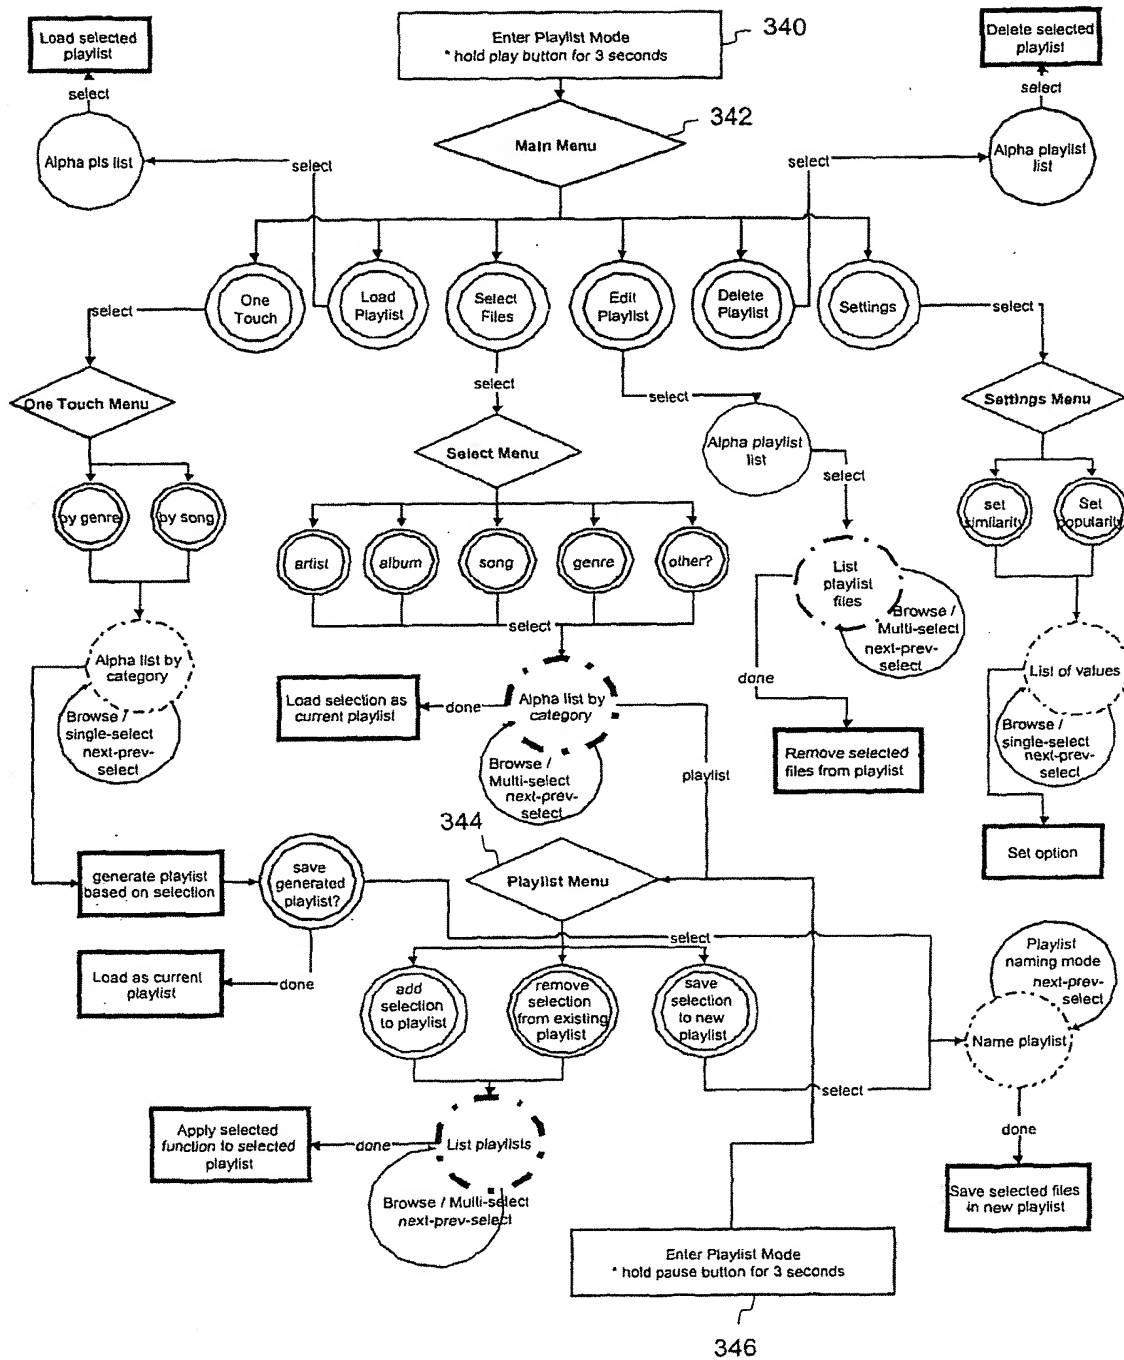 Load selected
playlist
Enter Playlist Mode
* hold play button for 3 seconds
340
Delete selected
playlist
select
select
342
Main Menu
Alpha pls list
select
select
Alpha playlist
list
One
Touch
Load
Playlist
Select
Files
Edit
Playlist
Delete
Playlist
Settings
select
select
select
select
One Touch Menu
Select Menu
Alpha playlist
list
Settings Menu
select
by genre
by song
set
similarity
Set
popularity
artist
album
song
genre
other?
List
playlist
files
Browse /
Multi-select
next-prev-
select
select
Alpha list by
category
Browse /
single-select
next-prev-
select
Load selection as
current playlist
done
Alpha list by
category
Browse /
Multi-select
next-prev-
select
done
List of values
Browse /
single-select
next-prev-
select
Remove selected
files from playlist
playlist
344
generate playlist
based on selection
save
generated
playlist?
Playlist Menu
Set option
select
Load as current
playlist
done
add
selection
to playlist
remove
selection
from existing
playlist
save
selection
to new
playlist
Playlist
naming mode
next-prev-
select
Name playlist
select
Apply selected
function to selected
playlist
done
List playlists
done
Browse / Multi-select
next-prev-select
Save selected files
in new playlist
Enter Playlist Mode
* hold pause button for 3 seconds
346